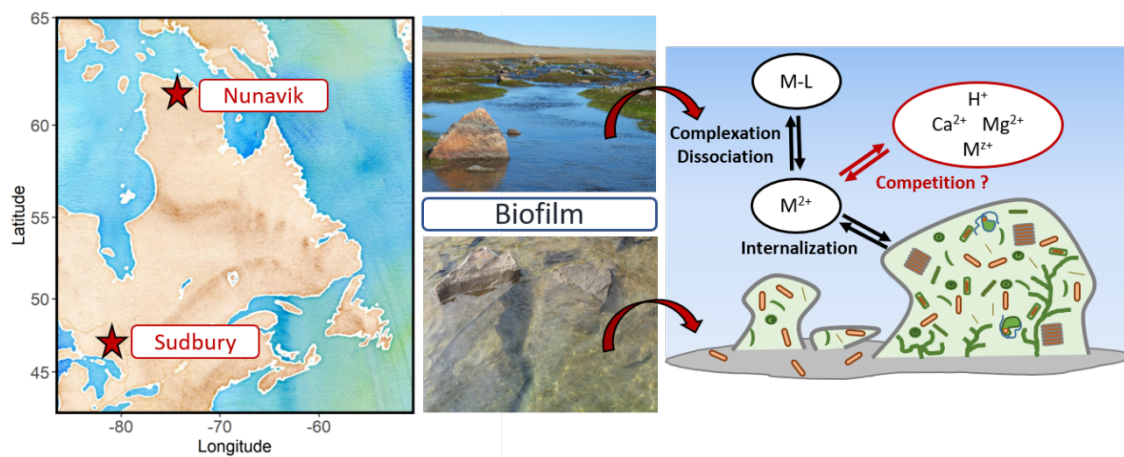 65
60
55
50
45
Latitude
-80
-70
-60
Longitude
Nunavik
Sudbury
Biofilm
M-L
Complexation
Dissociation
M²⁺
Internalization
H⁺
Ca²⁺ Mg²⁺
Mᶻ⁺
Competition ?